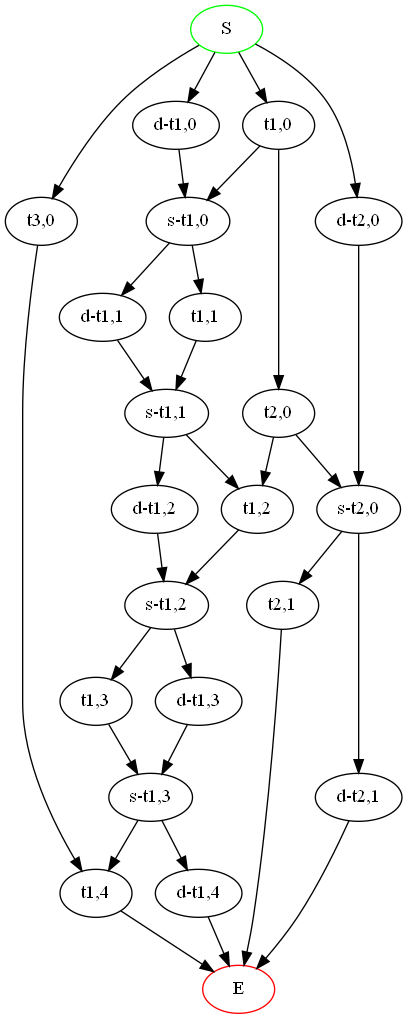 S
d-t1,0
t1,0
t3,0
s-t1,0
d-t2,0
d-t1,1
t1,1
s-t1,1
t2,0
d-t1,2
t1,2
s-t2,0
s-t1,2
t2,1
t1,3
d-t1,3
s-t1,3
d-t2,1
t1,4
d-t1,4
E